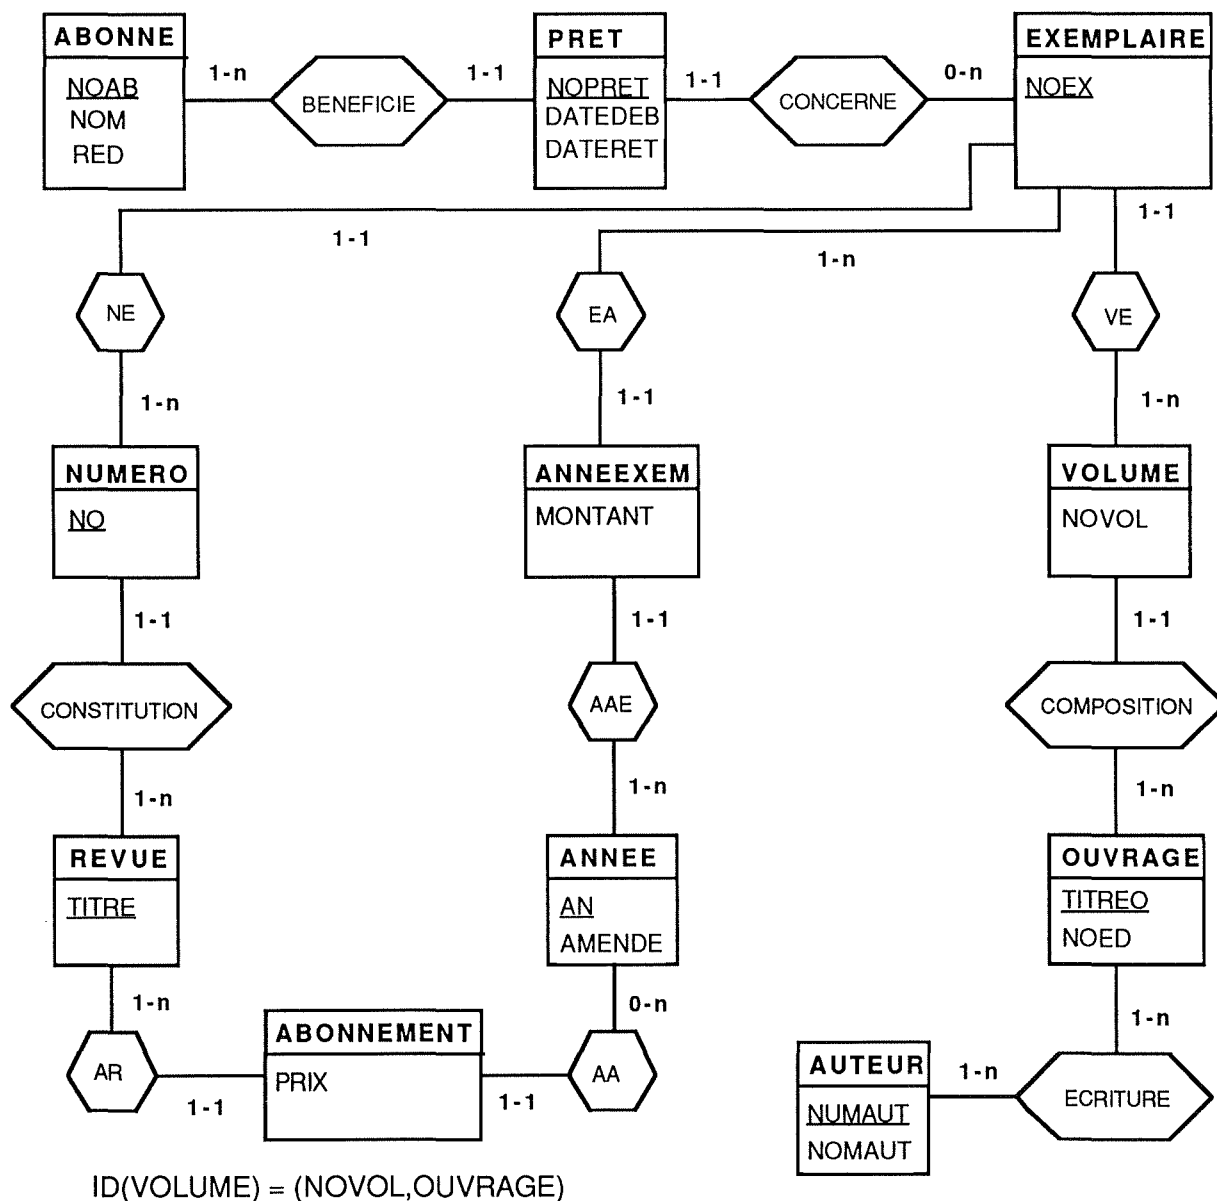 ABONNE
NOAB
NOM
RED
1-n
BENEFICIE
1-1
PRET
NOPRET
DATEDEB
DATERET
1-1
CONCERNE
0-n
EXEMPLAIRE
NOEX
1-1
1-n
1-1
NE
EA
VE
1-n
1-1
1-n
NUMERO
NO
ANNEEXEM
MONTANT
VOLUME
NOVOL
1-1
1-1
1-1
CONSTITUTION
AAE
COMPOSITION
1-n
1-n
1-n
REVUE
TITRE
ANNEE
AN
AMENDE
OUVRAGE
TITREO
NOED
1-n
0-n
1-n
AR
1-1
ABONNEMENT
PRIX
1-1
AA
AUTEUR
NUMAUT
NOMAUT
1-n
ECRITURE
ID(VOLUME) = (NOVOL,OUVRAGE)